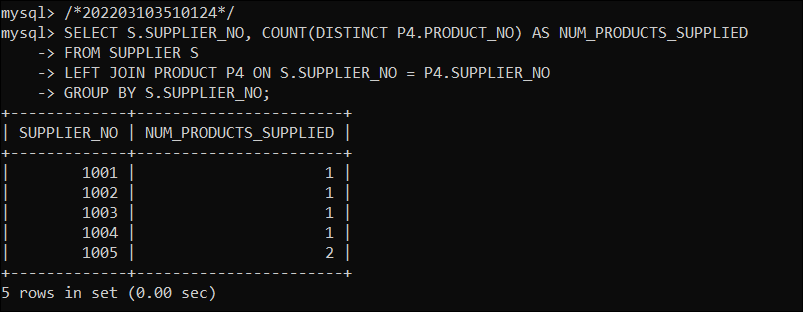 mysql> /*202203103510124*/
mysql> SELECT S.SUPPLIER_NO, COUNT(DISTINCT P4.PRODUCT_NO) AS NUM_PRODUCTS_SUPPLIED
    -> FROM SUPPLIER S
    -> LEFT JOIN PRODUCT P4 ON S.SUPPLIER_NO = P4.SUPPLIER_NO
    -> GROUP BY S.SUPPLIER_NO;
+-------------+-----------------------+
| SUPPLIER_NO | NUM_PRODUCTS_SUPPLIED |
+-------------+-----------------------+
|        1001 |                     1 |
|        1002 |                     1 |
|        1003 |                     1 |
|        1004 |                     1 |
|        1005 |                     2 |
+-------------+-----------------------+
5 rows in set (0.00 sec)